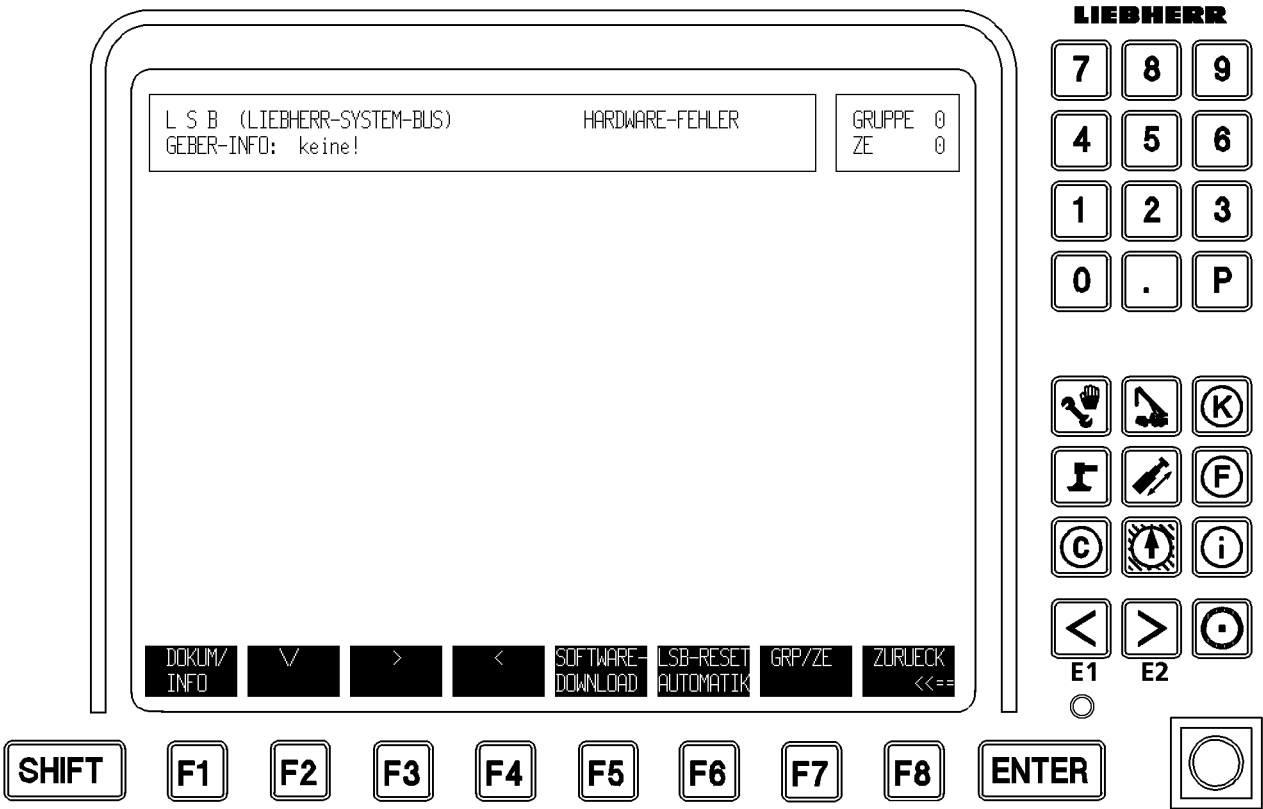 LIEBHERR
L S B (LIEBHERR-SYSTEM-BUS) HARDWARE-FEHLER
GEBER-INFO: keine!
GRUPPE 0
ZE 0
7 8 9
4 5 6
1 2 3
0 . P
K
F
C i
< > 
E1 E2
DOKUM/
INFO
\/
>
<
SOFTWARE-
DOWNLOAD
LSB-RESET
AUTOMATIK
GRP/ZE
ZURUECK
<<==
SHIFT F1 F2 F3 F4 F5 F6 F7 F8 ENTER